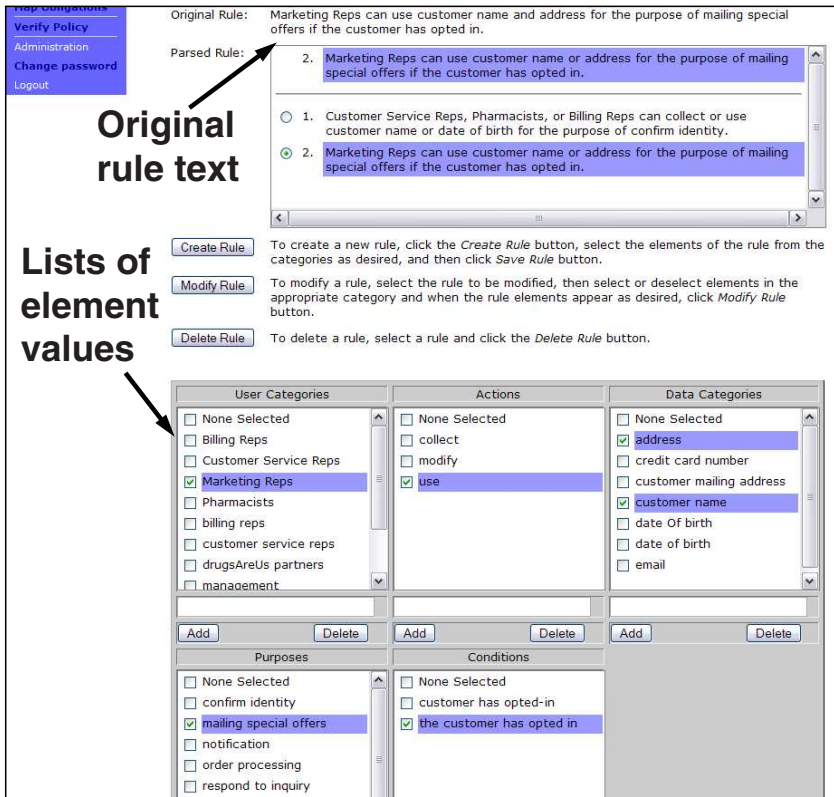 Map Obligations
Verify Policy
Administration
Change password
Logout
Original Rule:
Marketing Reps can use customer name and address for the purpose of mailing special
offers if the customer has opted in.
Parsed Rule:
2. Marketing Reps can use customer name or address for the purpose of mailing
special offers if the customer has opted in.
1. Customer Service Reps, Pharmacists, or Billing Reps can collect or use
customer name or date of birth for the purpose of confirm identity.
2. Marketing Reps can use customer name or address for the purpose of mailing
special offers if the customer has opted in.
Original
rule text
Lists of
element
values
Create Rule
To create a new rule, click the Create Rule button, select the elements of the rule from the
categories as desired, and then click Save Rule button.
Modify Rule
To modify a rule, select the rule to be modified, then select or deselect elements in the
appropriate category and when the rule elements appear as desired, click Modify Rule
button.
Delete Rule
To delete a rule, select a rule and click the Delete Rule button.
User Categories
None Selected
Billing Reps
Customer Service Reps
Marketing Reps
Pharmacists
billing reps
customer service reps
drugsAreUs partners
management
Add Delete
Actions
None Selected
collect
modify
use
Add Delete
Data Categories
None Selected
address
credit card number
customer mailing address
customer name
date Of birth
date of birth
email
Add Delete
Purposes
None Selected
confirm identity
mailing special offers
notification
order processing
respond to inquiry
Conditions
None Selected
customer has opted-in
the customer has opted in